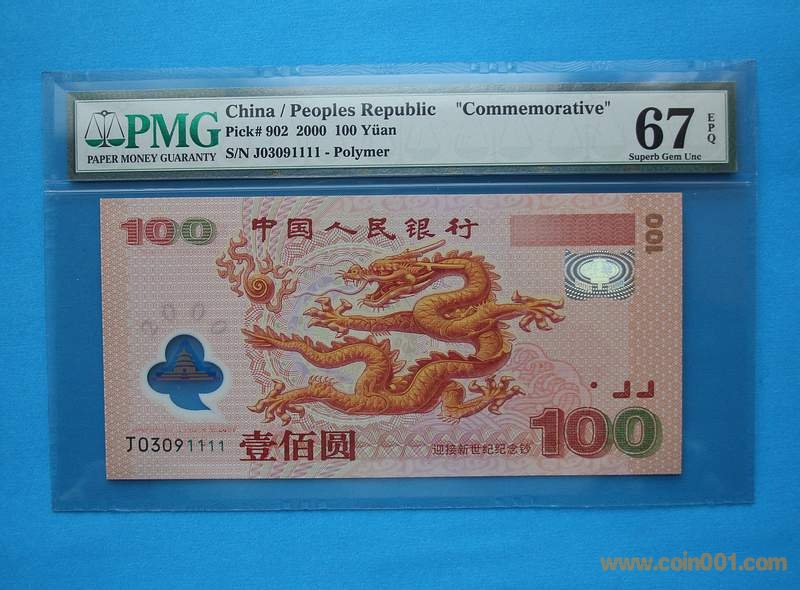 PMG
PAPER MONEY GUARANTY
China / Peoples Republic "Commemorative"
Pick# 902 2000 100 Yüan
S/N J03091111 - Polymer
67
EPQ
Superb Gem Unc
100
中国人民银行
100
2000
J03091111
壹佰圆
100
迎接新世纪纪念钞
www.coin001.com